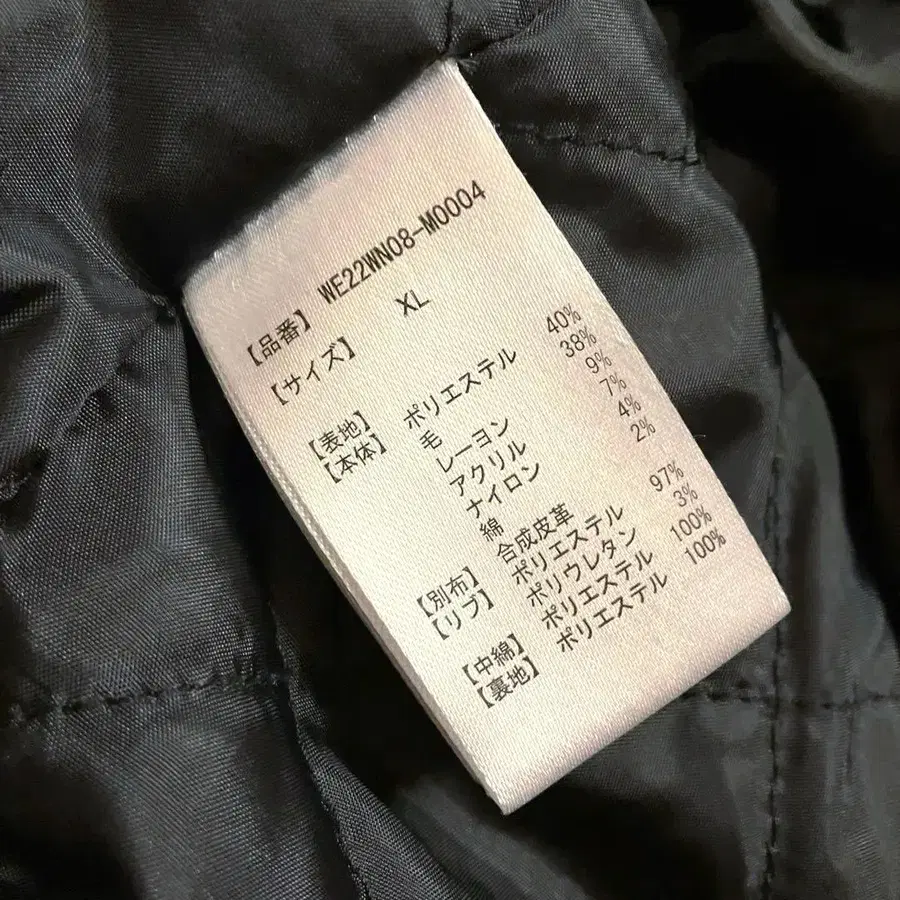 【品番】 WE22WN08-M0004
【サイズ】 XL
【表地】
【本体】 ポリエステル 40%
毛 38%
レーヨン 9%
アクリル 7%
ナイロン 4%
綿 2%
【別布】 合成皮革
【リブ】 ポリエステル 97%
ポリウレタン 3%
【中綿】 ポリエステル 100%
【裏地】 ポリエステル 100%